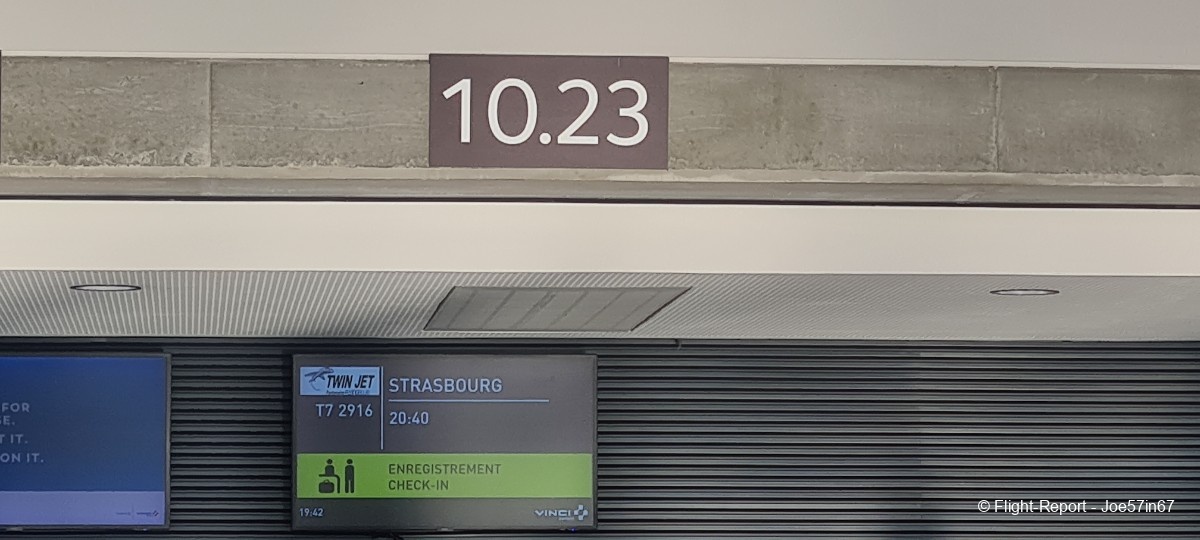 10.23
FOR
SE.
T IT.
ON IT.
TWIN JET
STRASBOURG
T7 2916
20:40
ENREGISTREMENT
CHECK-IN
19:42
VINCI
© Flight-Report - Joe57in67